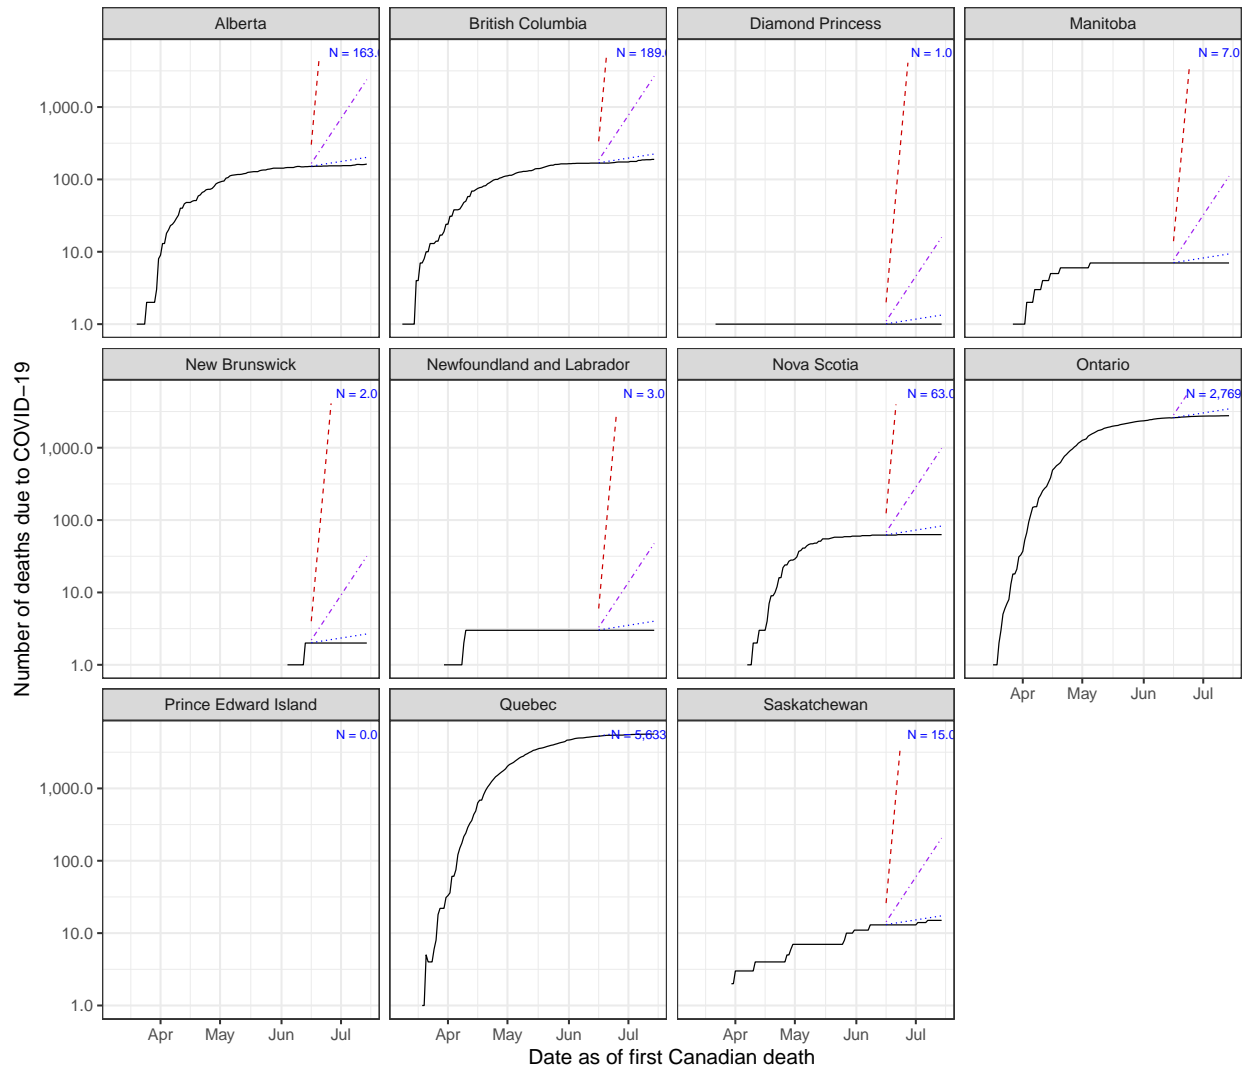 Alberta
British Columbia
Diamond Princess
Manitoba
N = 163.0
N = 189.0
N = 1.0
N = 7.0
1,000.0
100.0
10.0
1.0
New Brunswick
Newfoundland and Labrador
Nova Scotia
Ontario
N = 2.0
N = 3.0
N = 63.0
N = 2,769
1,000.0
100.0
10.0
1.0
Apr May Jun Jul
Prince Edward Island
Quebec
Saskatchewan
N = 0.0
N = 5,633
N = 15.0
1,000.0
100.0
10.0
1.0
Apr May Jun Jul
Apr May Jun Jul
Apr May Jun Jul
Number of deaths due to COVID−19
Date as of first Canadian death